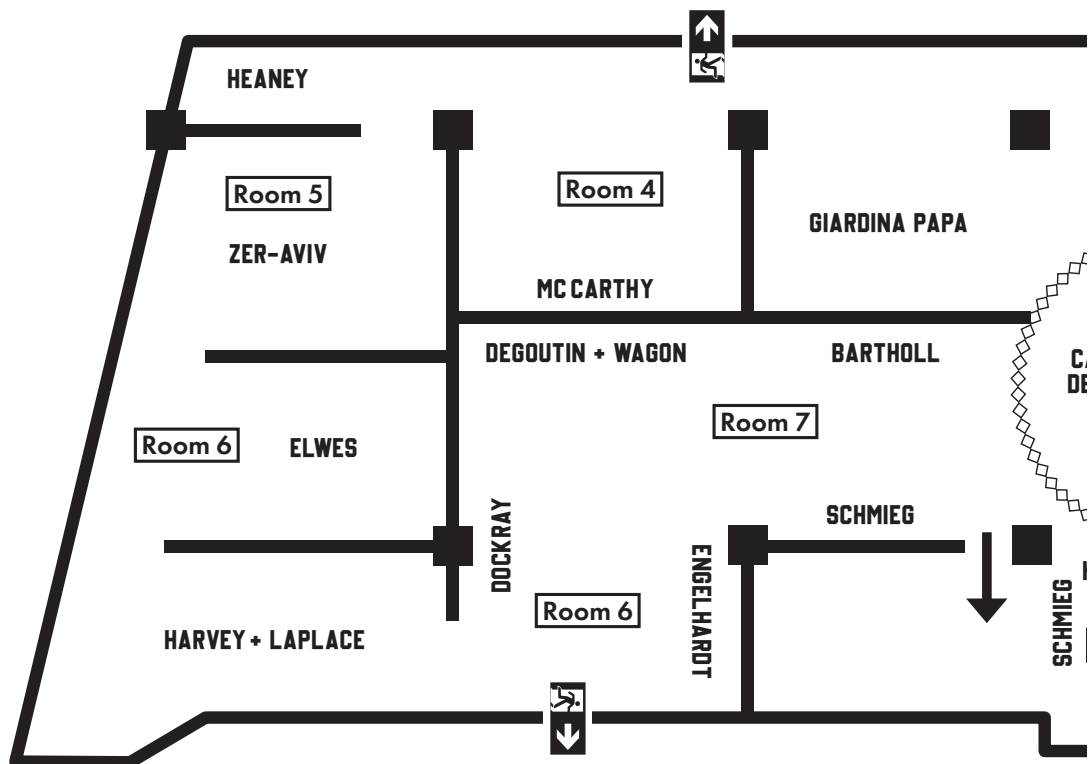 HEANEY
Room 5
Room 4
ZER-AVIV
GIARDINA PAPA
MC CARTHY
DEGOUTIN + WAGON
BARTHOLL
Room 7
Room 6
ELWES
SCHMIEG
DOCKRAY
ENGELHARDT
Room 6
HARVEY + LAPLACE
SCHMIEG